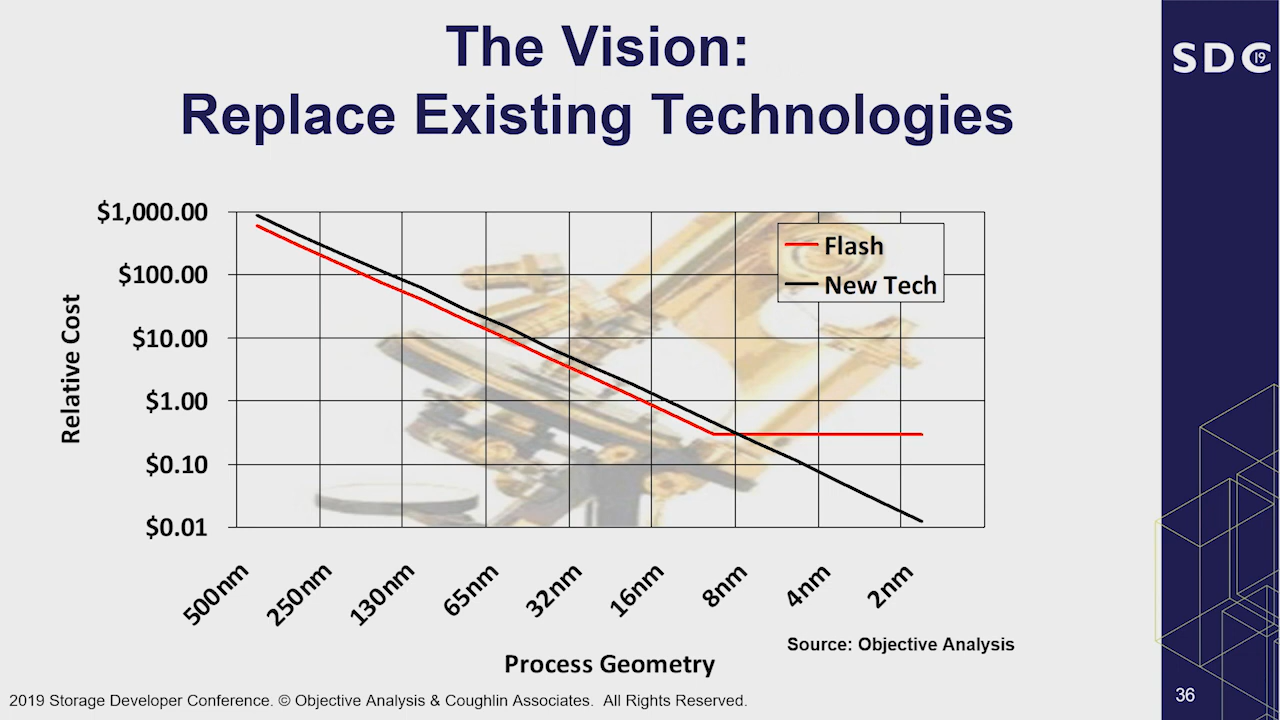 The Vision:
Replace Existing Technologies
SDC
19
$1,000.00
$100.00
$10.00
$1.00
$0.10
$0.01
Relative Cost
Flash
New Tech
500nm
250nm
130nm
65nm
32nm
16nm
8nm
4nm
2nm
Process Geometry
Source: Objective Analysis
2019 Storage Developer Conference. © Objective Analysis & Coughlin Associates.  All Rights Reserved.
36